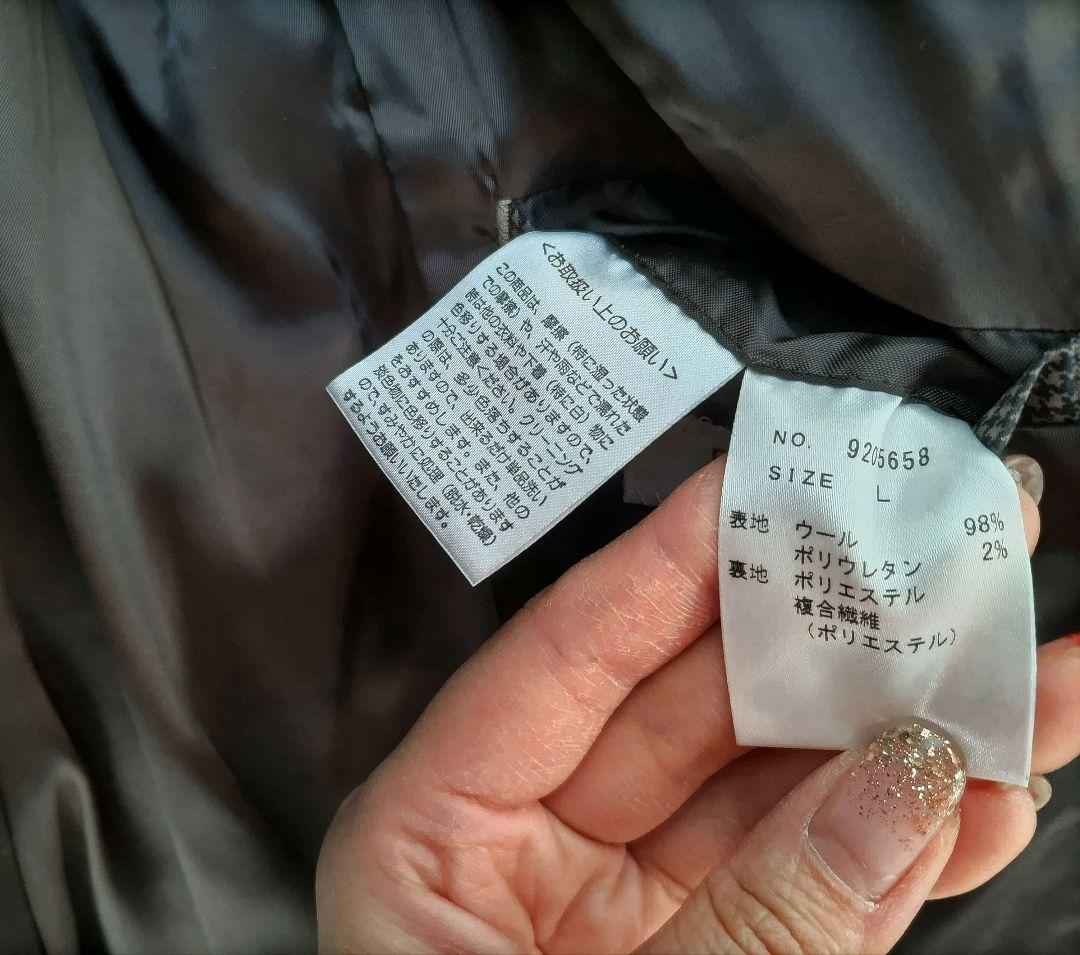 ＜お取扱い上のお願い＞
この商品は、摩擦（特に湿った状態
での摩擦）や、汗や雨などで濡れた
時は他の衣料や下着（特に白）物に
色移りする場合がありますので、
十分ご注意ください。クリーニング
の際は、多少色落ちすることが
ありますので、出来るだけ単品洗い
をおすすめします。また、他の
淡色物に色移りすることがあります
ので、すみやかに処理（脱水・乾燥）
するようお願いいたします。
NO. 9205658
SIZE L
表地 ウール 98%
ポリウレタン 2%
裏地 ポリエステル
複合繊維
（ポリエステル）